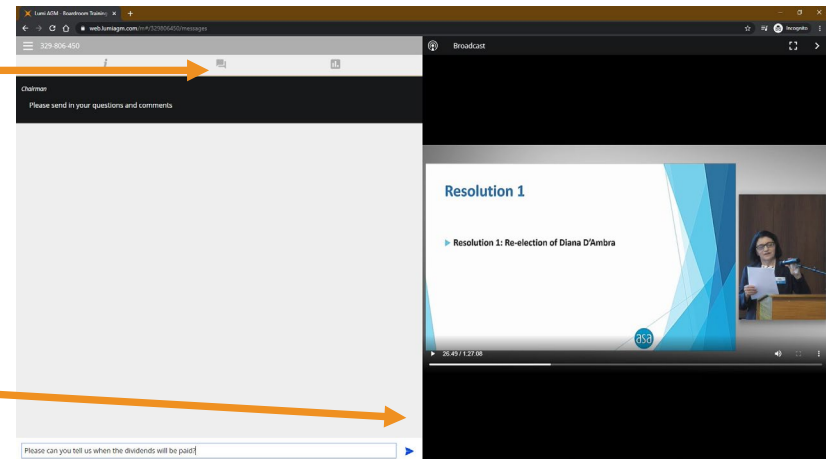 Lumi AGM - Boardroom Training
web.lumiagm.com/m#/329806450/messages
Incognito
329-806-450
Broadcast
i
Chairman
Please send in your questions and comments
Resolution 1
Resolution 1: Re-election of Diana D'Ambra
asa
26.49 / 1.27.08
Please can you tell us when the dividends will be paid?